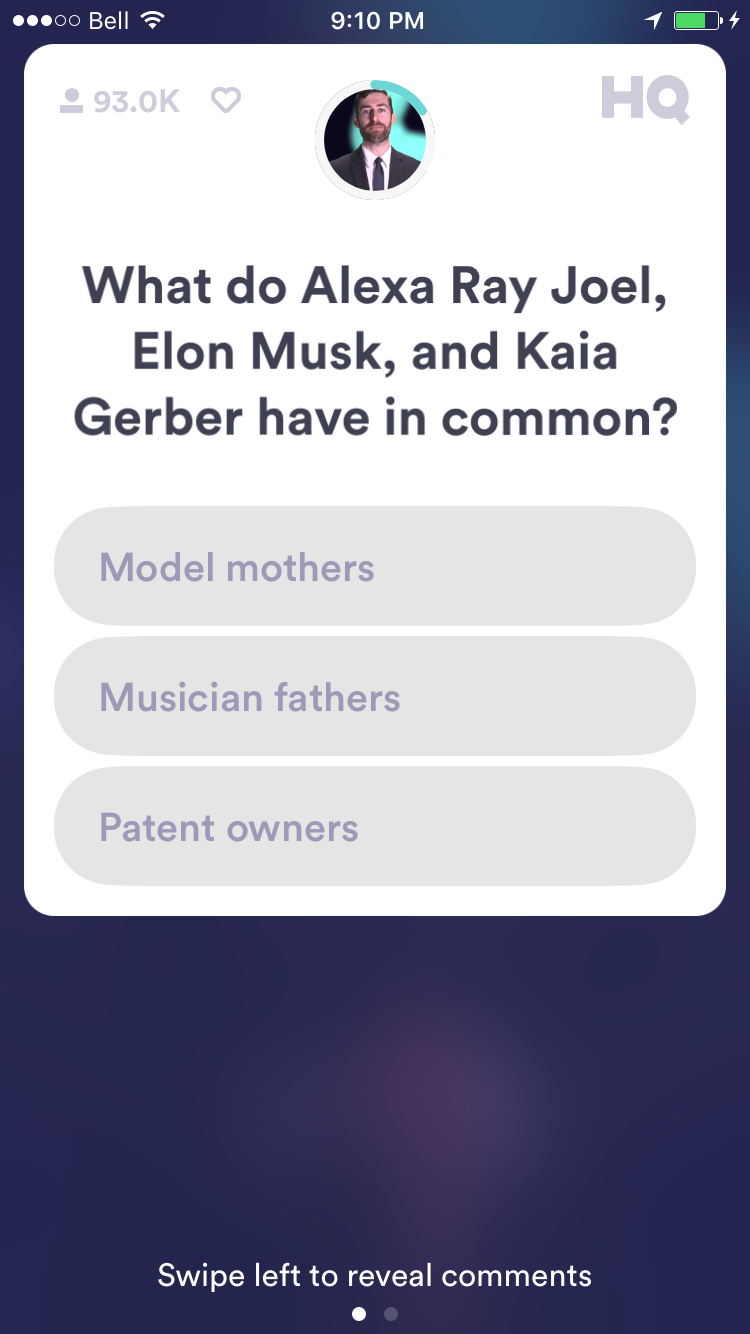 Bell 9:10 PM
93.0K HQ
What do Alexa Ray Joel,
Elon Musk, and Kaia
Gerber have in common?
Model mothers
Musician fathers
Patent owners
Swipe left to reveal comments